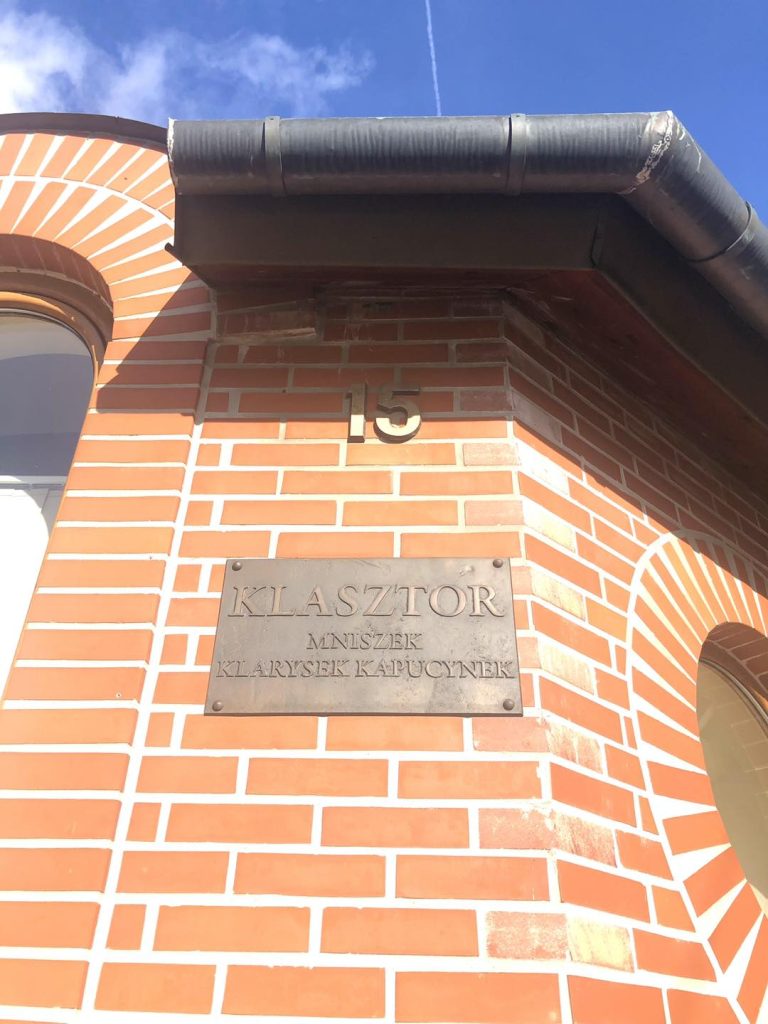 15
KLASZTOR
MNISZEK
KLARYSEK KAPUCYNEK